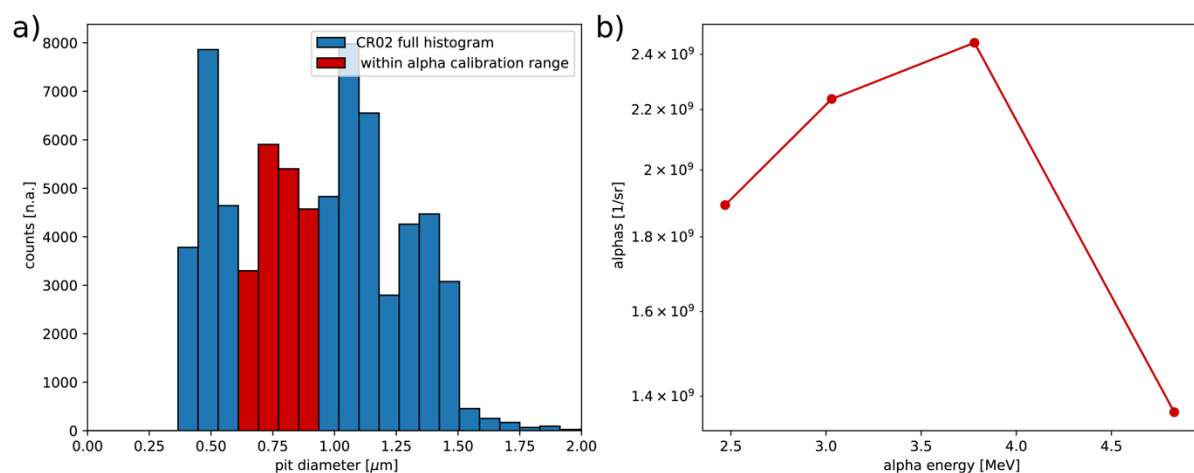 a)
CR02 full histogram
within alpha calibration range
counts [n.a.]
8000
7000
6000
5000
4000
3000
2000
1000
0
0.00 0.25 0.50 0.75 1.00 1.25 1.50 1.75 2.00
pit diameter [μm]
b)
alphas [1/sr]
2.4 × 10⁹
2.2 × 10⁹
2 × 10⁹
1.8 × 10⁹
1.6 × 10⁹
1.4 × 10⁹
2.5 3.0 3.5 4.0 4.5
alpha energy [MeV]